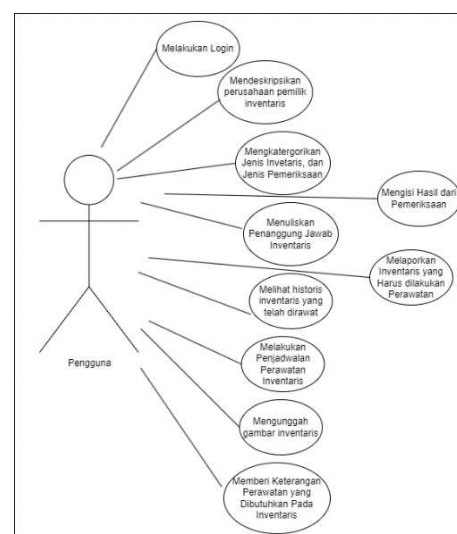 Melakukan Login
Mendeskripsikan
perusahaan pemilik
inventaris
Mengkatergorikan
Jenis Invetaris, dan
Jenis Pemeriksaan
Mengisi Hasil dari
Pemeriksaan
Menuliskan
Penanggung Jawab
Inventaris
Melaporkan
Inventaris yang
Harus dilakukan
Perawatan
Melihat historis
inventaris yang
telah dirawat
Pengguna
Melakukan
Penjadwalan
Perawatan
Inventaris
Mengunggah
gambar inventaris
Memberi Keterangan
Perawatan yang
Dibutuhkan Pada
Inventaris